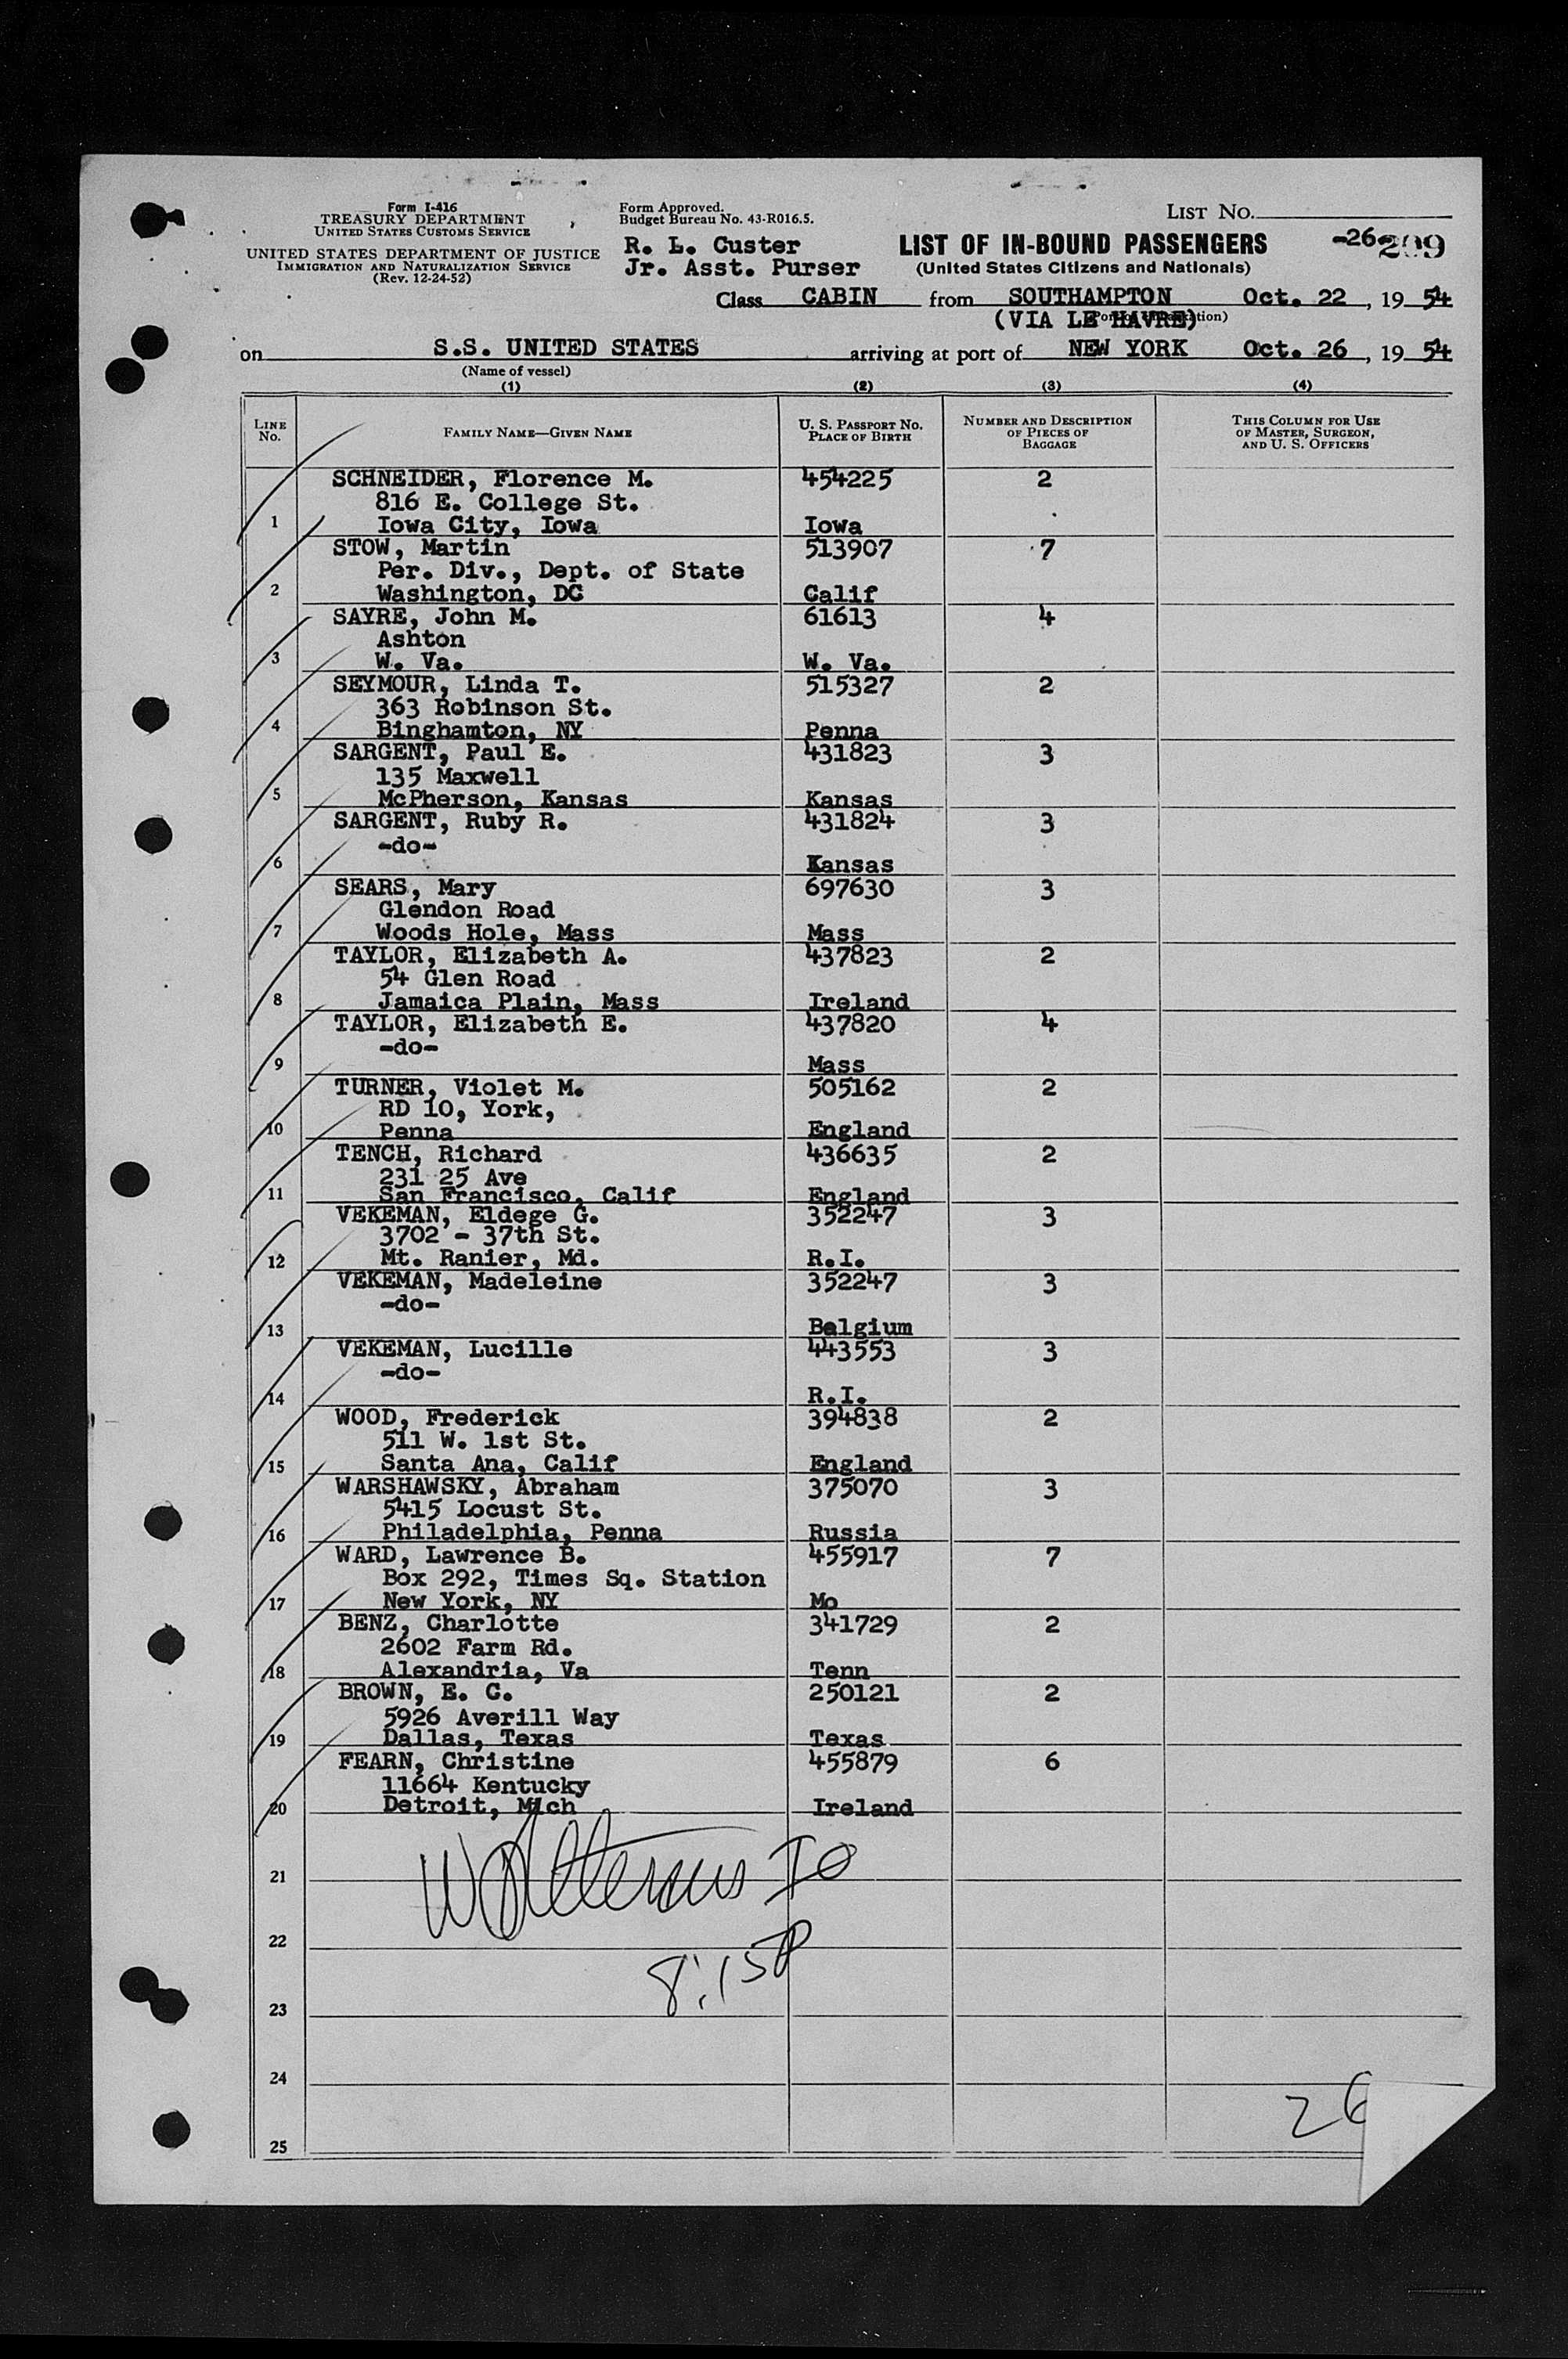 Form I-416
TREASURY DEPARTMENT
UNITED STATES CUSTOMS SERVICE
UNITED STATES DEPARTMENT OF JUSTICE
IMMIGRATION AND NATURALIZATION SERVICE
(Rev. 12-24-52)
Form Approved.
Budget Bureau No. 43-R016.5.
R. L. Custer
Jr. Asst. Purser
LIST NO.
LIST OF IN-BOUND PASSENGERS
-26-
(United States Citizens and Nationals)
Class CABIN from SOUTHAMPTON Oct. 22, 19 54
(VIA LE HAVRE)
on S.S. UNITED STATES arriving at port of NEW YORK Oct. 26, 19 54
(Name of vessel)
(1) (2) (3) (4)
LINE NO. FAMILY NAME—GIVEN NAME U. S. PASSPORT NO. PLACE OF BIRTH NUMBER AND DESCRIPTION OF PIECES OF BAGGAGE THIS COLUMN FOR USE OF MASTER, SURGEON, AND U. S. OFFICERS
SCHNEIDER, Florence M. 454225 2
816 E. College St.
1 Iowa City, Iowa Iowa
STOW, Martin 513907 7
Per. Div., Dept. of State
2 Washington, DC Calif
SAYRE, John M. 61613 4
Ashton
3 W. Va. W. Va.
SEYMOUR, Linda T. 515327 2
363 Robinson St.
4 Binghamton, NY Penna
SARGENT, Paul E. 431823 3
135 Maxwell
5 McPherson, Kansas Kansas
SARGENT, Ruby R. 431824 3
-do-
6 Kansas
SEARS, Mary 697630 3
Glendon Road
7 Woods Hole, Mass Mass
TAYLOR, Elizabeth A. 437823 2
54 Glen Road
8 Jamaica Plain, Mass Ireland
TAYLOR, Elizabeth E. 437820 4
-do-
9 Mass
TURNER, Violet M. 505162 2
RD 10, York,
10 Penna England
TENCH, Richard 436635 2
231 25 Ave
11 San Francisco, Calif England
VEKEMAN, Eldege G. 352247 3
3702 - 37th St.
12 Mt. Ranier, Md. R.I.
VEKEMAN, Madeleine 352247 3
-do-
13 Belgium
VEKEMAN, Lucille 443553 3
-do-
14 R.I.
WOOD, Frederick 394838 2
511 W. 1st St.
15 Santa Ana, Calif England
WARSHAWSKY, Abraham 375070 3
5415 Locust St.
16 Philadelphia, Penna Russia
WARD, Lawrence B. 455917 7
Box 292, Times Sq. Station
17 New York, NY Mo
BENZ, Charlotte 341729 2
2602 Farm Rd.
18 Alexandria, Va Tenn
BROWN, E. C. 250121 2
5926 Averill Way
19 Dallas, Texas Texas
FEARN, Christine 455879 6
11664 Kentucky
20 Detroit, Mich Ireland
21
22
8:15P
23
24
26
25